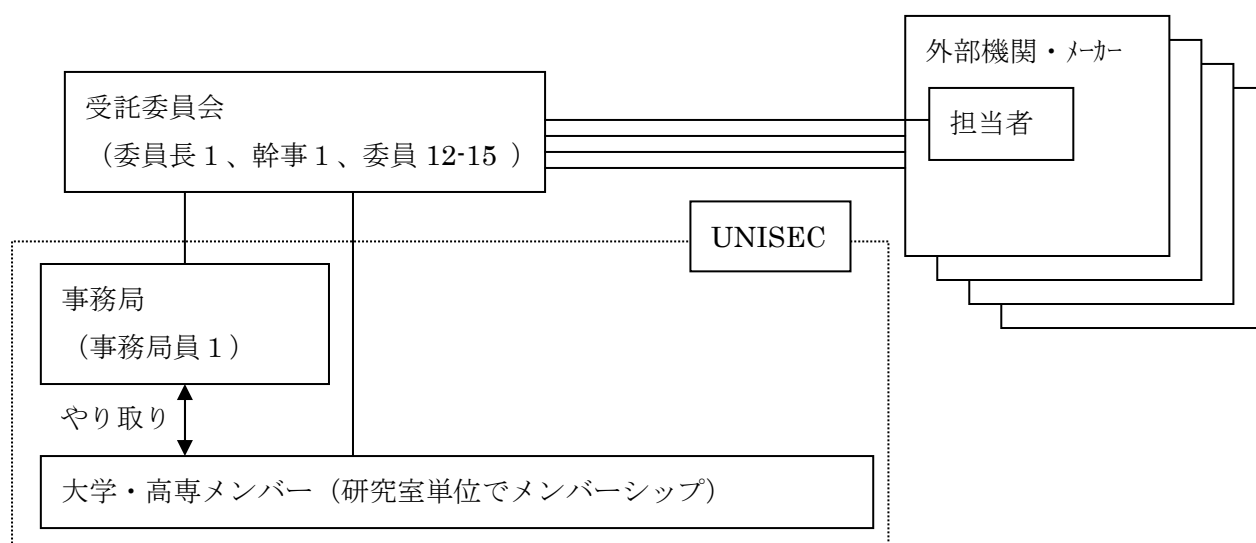 外部機関・ﾒｰｶｰ
担当者
受託委員会
(委員長１、幹事１、委員 12-15 )
UNISEC
事務局
(事務局員１)
やり取り
大学・高専メンバー (研究室単位でメンバーシップ)